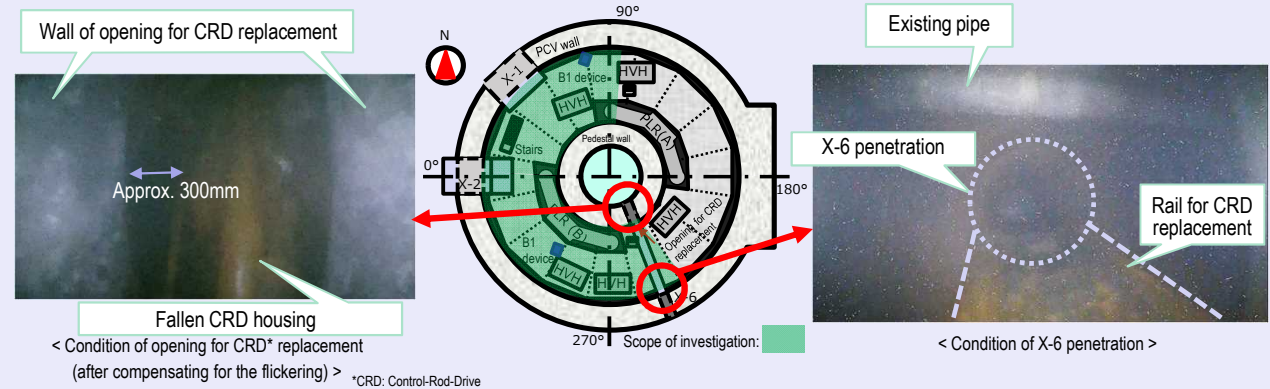 Wall of opening for CRD replacement
Approx. 300mm
Fallen CRD housing
< Condition of opening for CRD* replacement
(after compensating for the flickering) >
*CRD: Control-Rod-Drive
N
90°
PCV wall
X-1
B1 device
HVH
HVH
PLR(A)
Pedestal wall
Stairs
0°
X-2
180°
PLR (B)
HVH
Opening for CRD
replacement
B1
device
HVH
HVH
X-6
270°
Scope of investigation:
Existing pipe
X-6 penetration
Rail for CRD
replacement
< Condition of X-6 penetration >